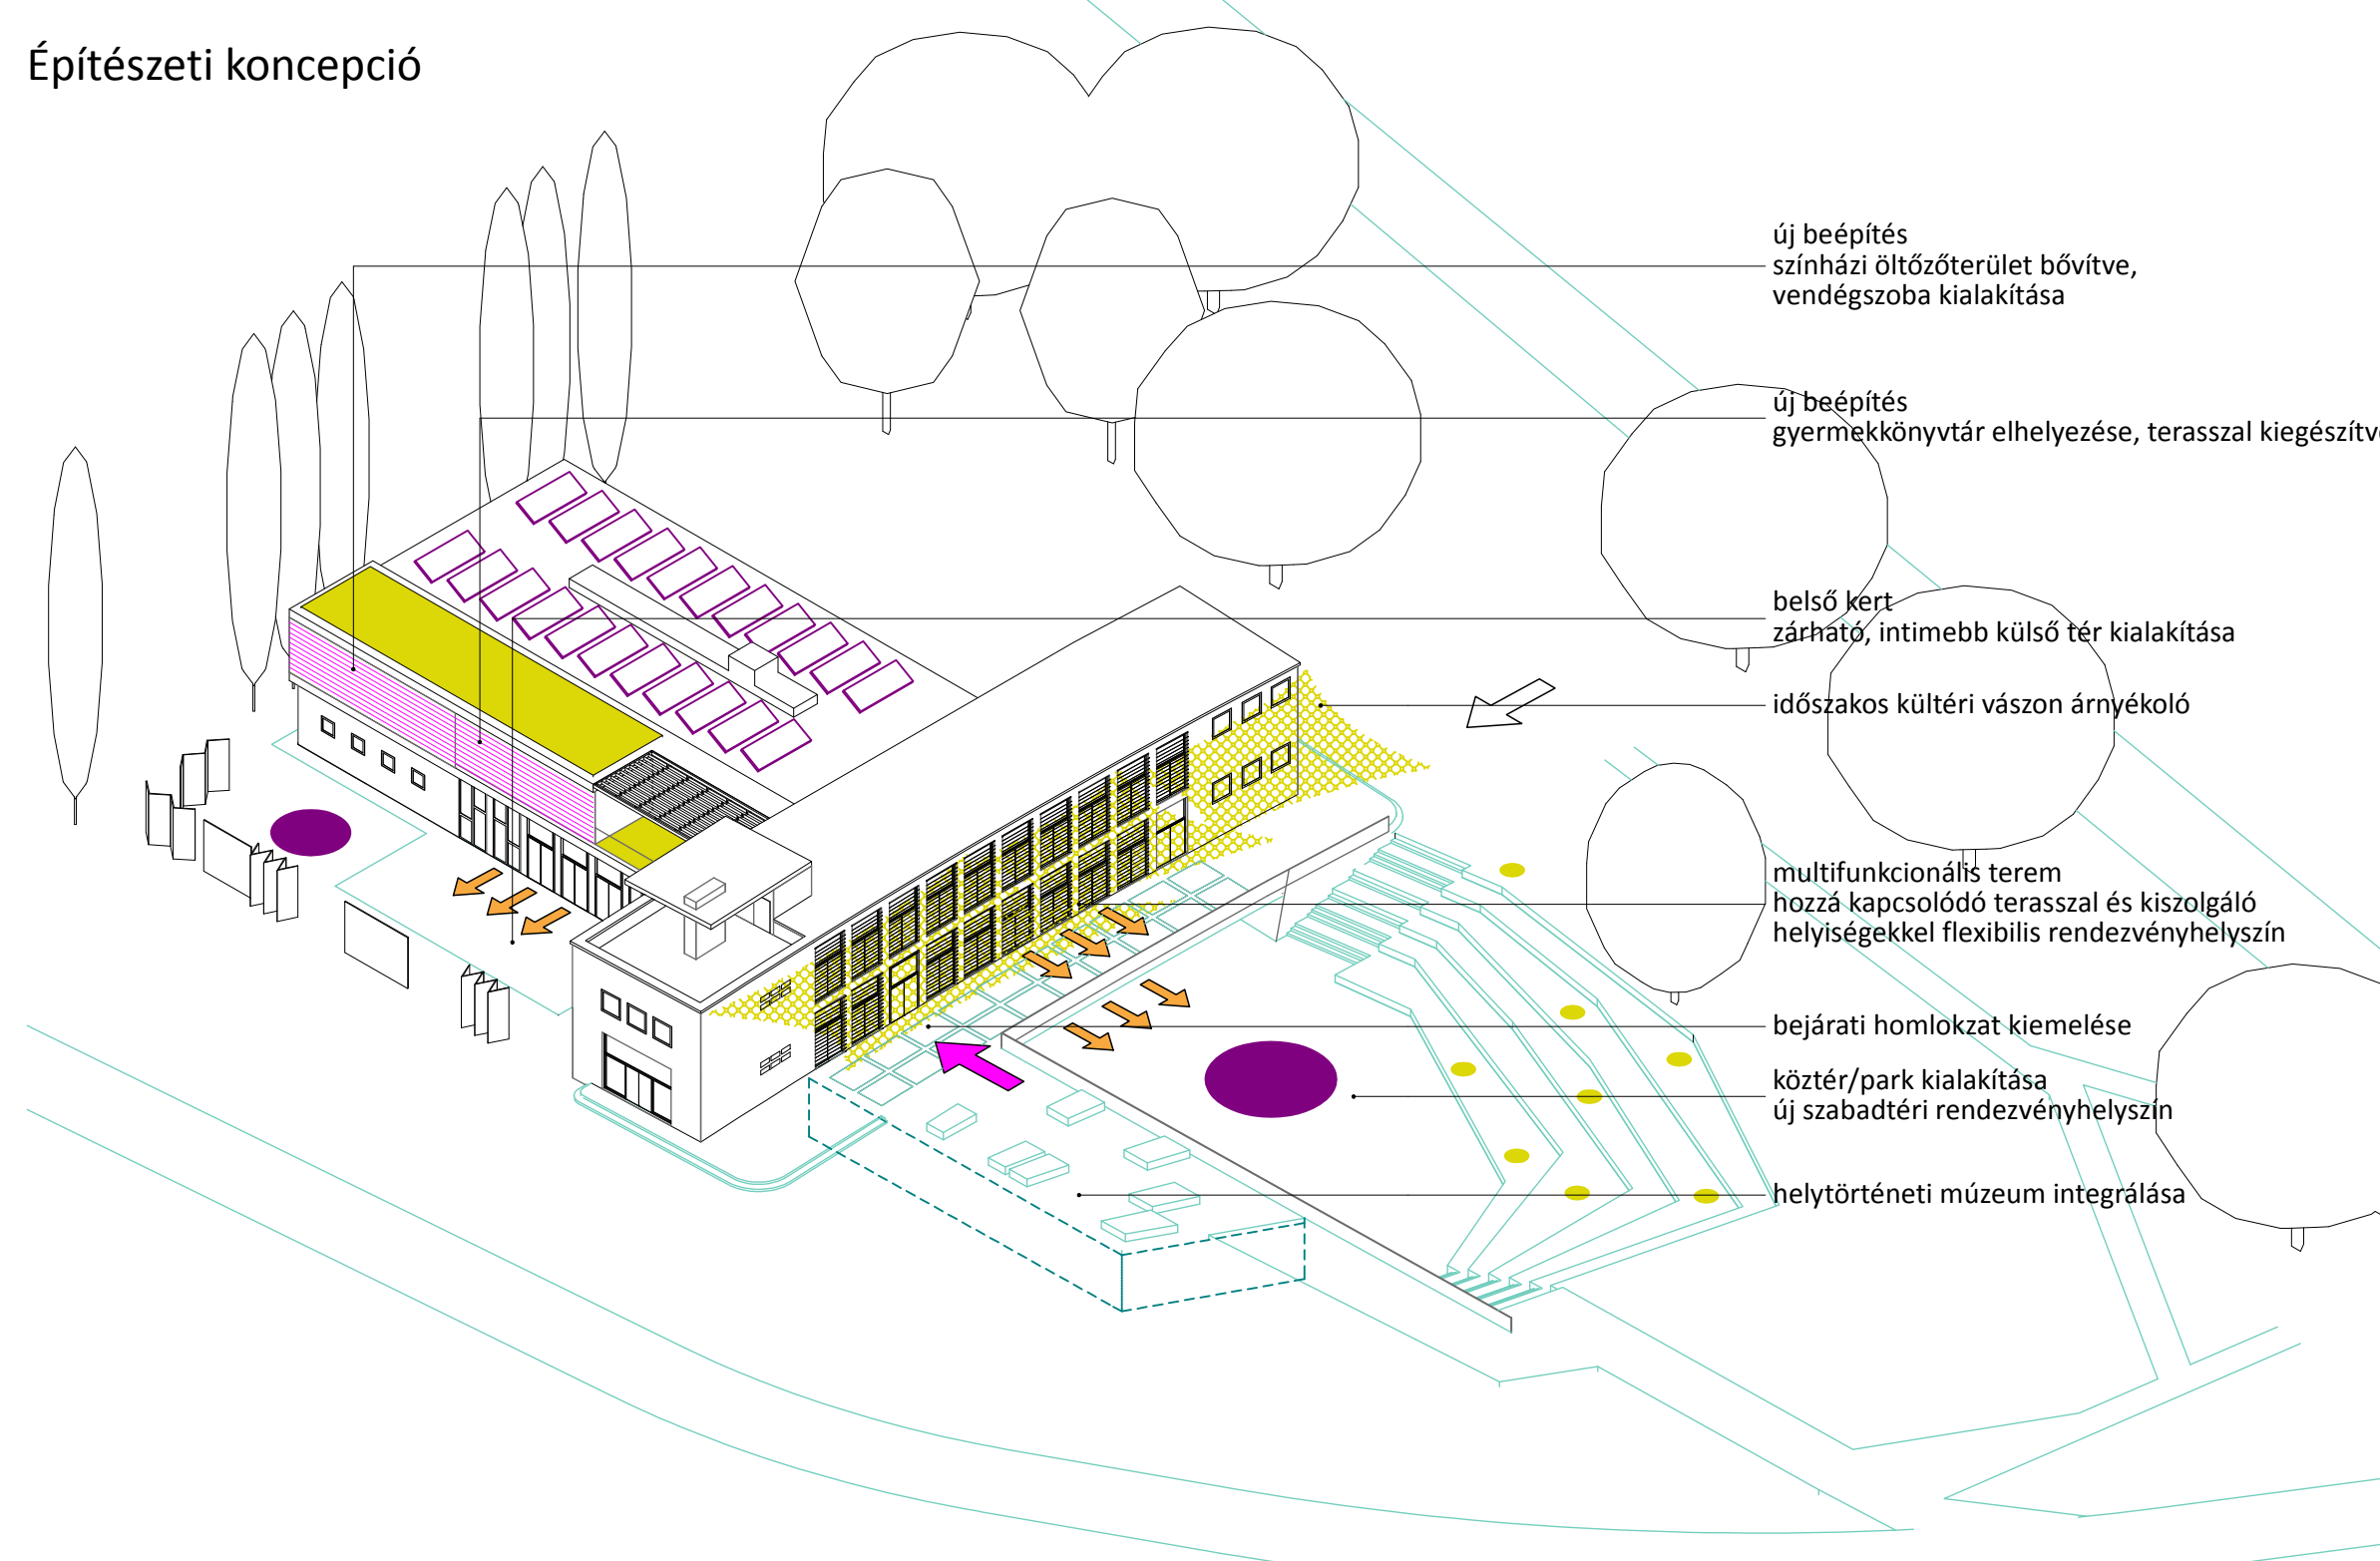 Építészeti koncepció
új beépítés
színházi öltőzőterület bővítve,
vendégszoba kialakítása
új beépítés
gyermekkönyvtár elhelyezése, terasszal kiegészítve
belső kert
zárható, intimebb külső tér kialakítása
időszakos kültéri vászon árnyékoló
multifunkcionális terem
hozzá kapcsolódó terasszal és kiszolgáló
helyiségekkel flexibilis rendezvényhelyszín
bejárati homlokzat kiemelése
köztér/park kialakítása
új szabadtéri rendezvényhelyszín
helytörténeti múzeum integrálása